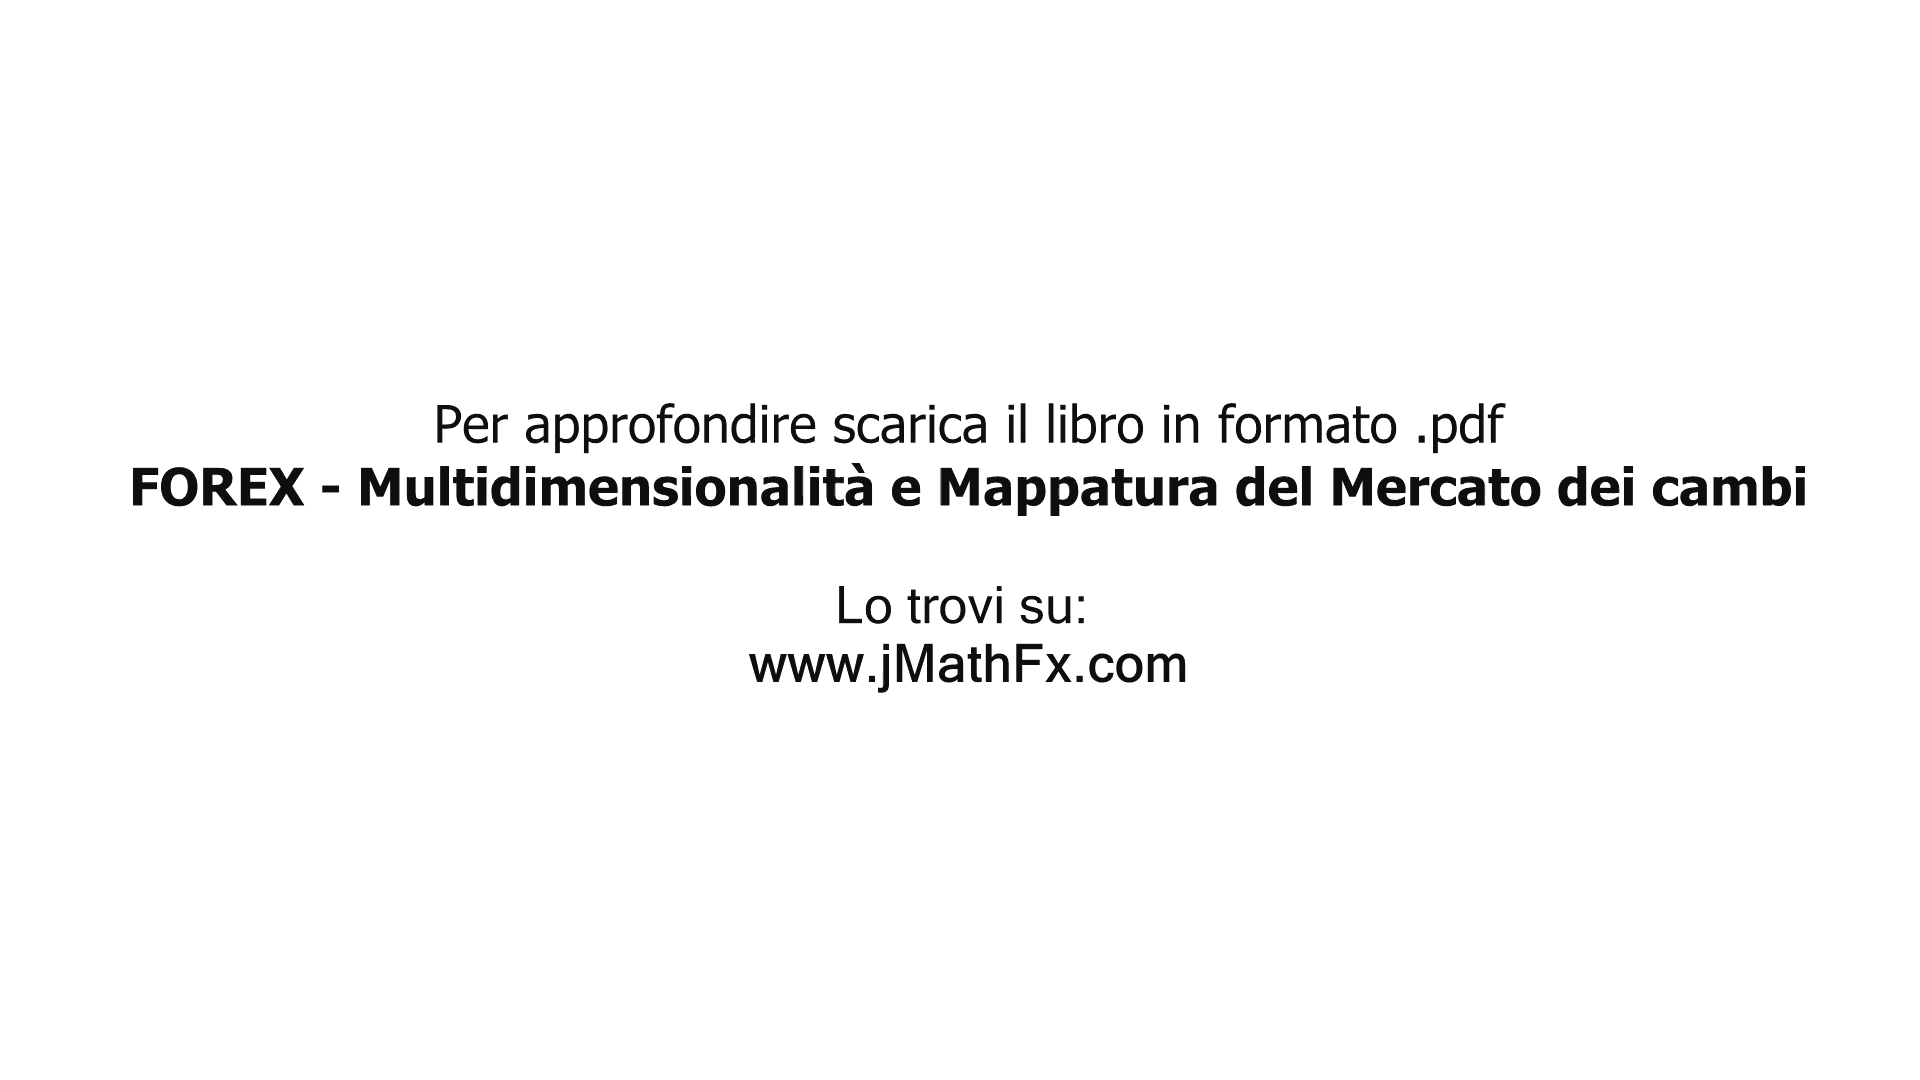 Per approfondire scarica il libro in formato .pdf
FOREX - Multidimensionalità e Mappatura del Mercato dei cambi
Lo trovi su:
www.jMathFx.com